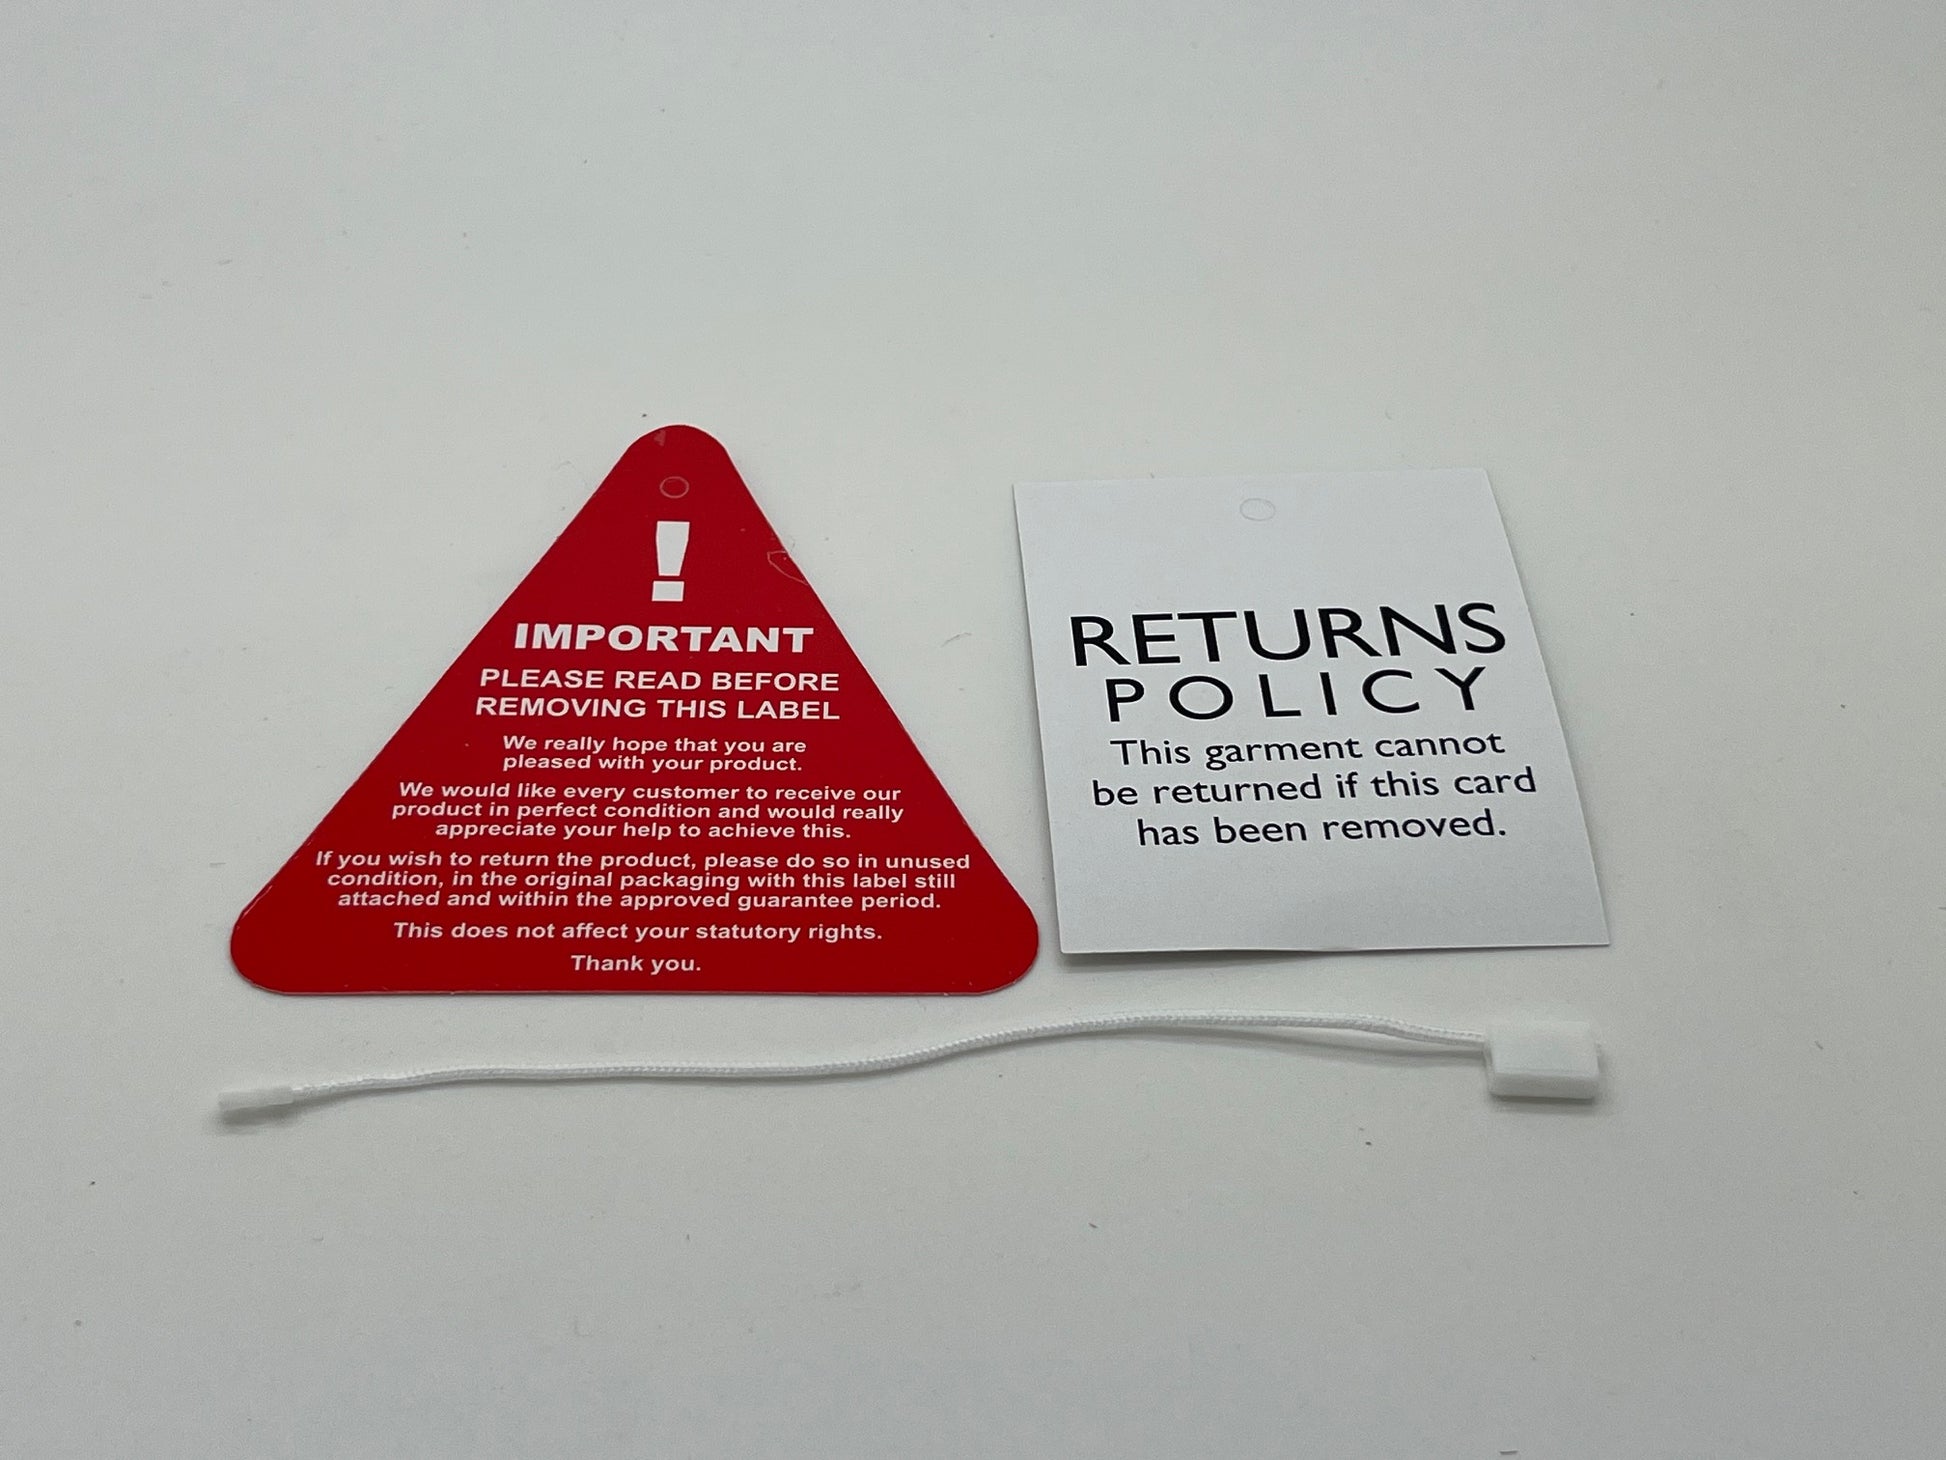 !
IMPORTANT
PLEASE READ BEFORE
REMOVING THIS LABEL
We really hope that you are
pleased with your product.
We would like every customer to receive our
product in perfect condition and would really
appreciate your help to achieve this.
If you wish to return the product, please do so in unused
condition, in the original packaging with this label still
attached and within the approved guarantee period.
This does not affect your statutory rights.
Thank you.
RETURNS
POLICY
This garment cannot
be returned if this card
has been removed.